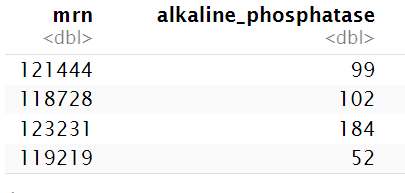 mrn alkaline_phosphatase
<dbl> <dbl>
121444 99
118728 102
123231 184
119219 52